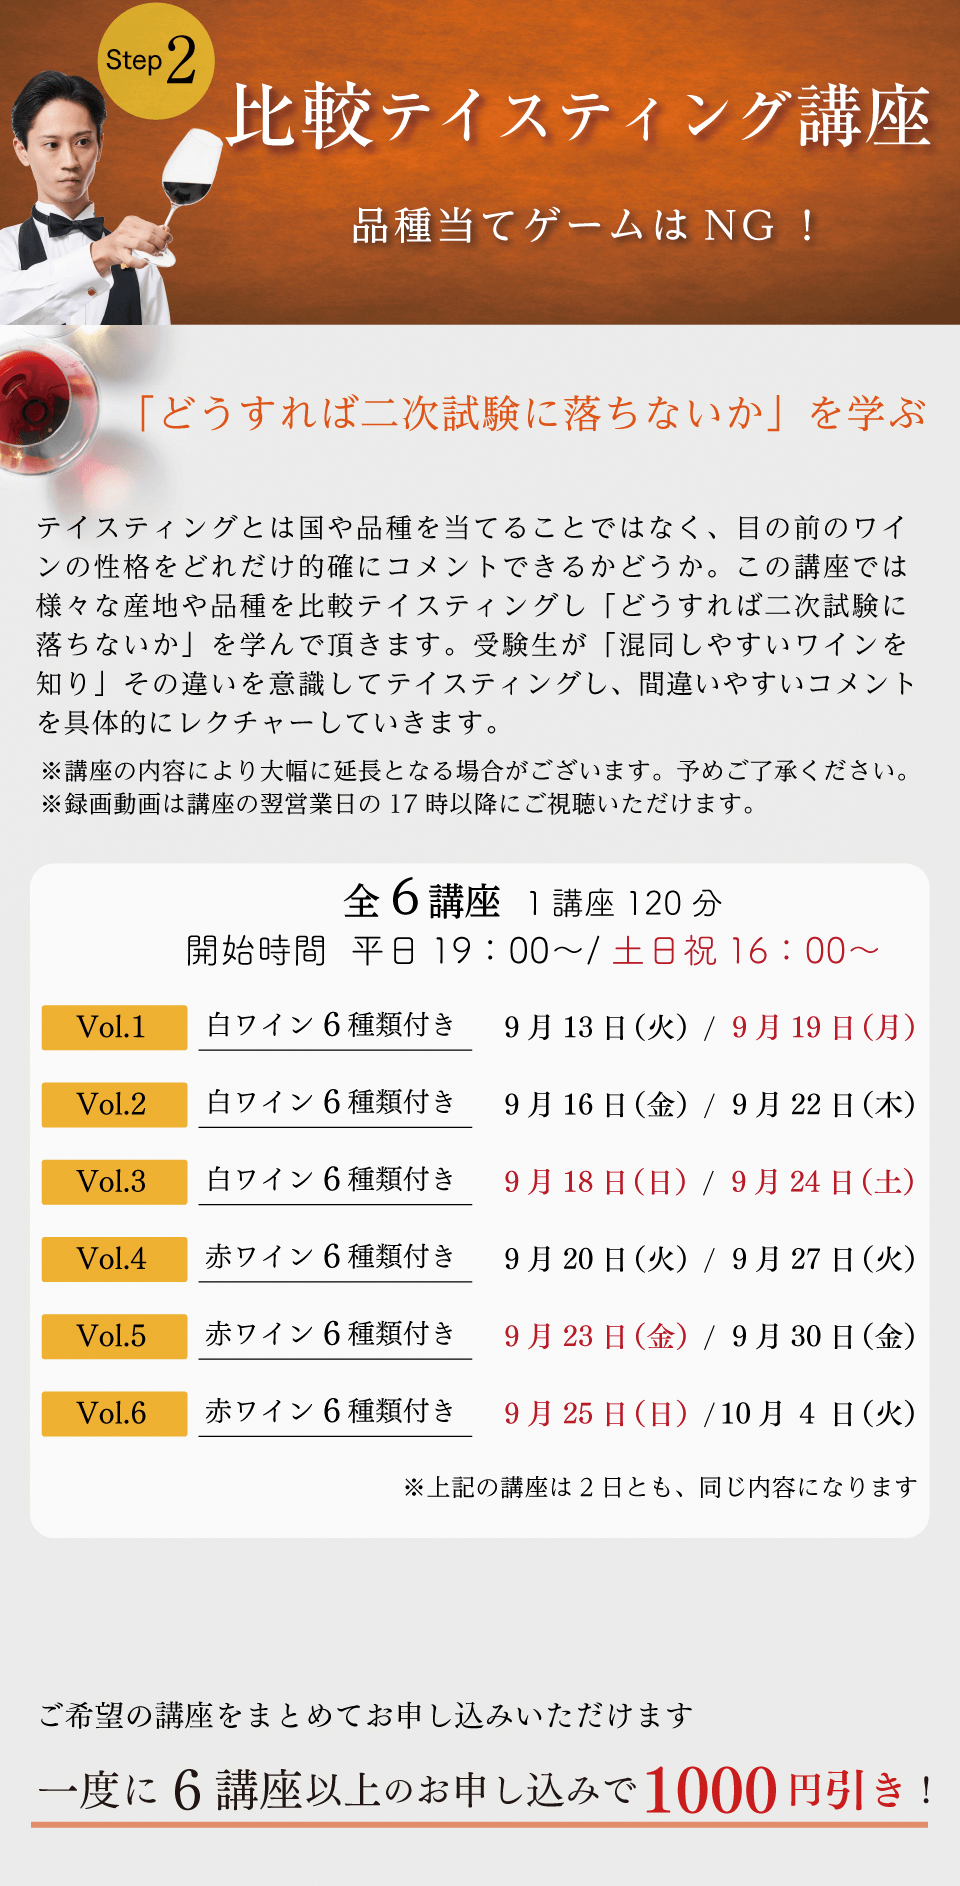 Step 2
比較テイスティング講座
品種当てゲームは NG !
「どうすれば二次試験に落ちないか」を学ぶ
テイスティングとは国や品種を当てることではなく、目の前のワイ
ンの性格をどれだけ的確にコメントできるかどうか。この講座では
様々な産地や品種を比較テイスティングし「どうすれば二次試験に
落ちないか」を学んで頂きます。受験生が「混同しやすいワインを
知り」その違いを意識してテイスティングし、間違いやすいコメント
を具体的にレクチャーしていきます。
※講座の内容により大幅に延長となる場合がございます。予めご了承ください。
※録画動画は講座の翌営業日の 17 時以降にご視聴いただけます。
全 6 講座 1 講座 120 分
開始時間 平日 19：00〜/ 土日祝 16：00〜
Vol.1 白ワイン 6 種類付き 9 月 13 日（火） / 9 月 19 日（月）
Vol.2 白ワイン 6 種類付き 9 月 16 日（金） / 9 月 22 日（木）
Vol.3 白ワイン 6 種類付き 9 月 18 日（日） / 9 月 24 日（土）
Vol.4 赤ワイン 6 種類付き 9 月 20 日（火） / 9 月 27 日（火）
Vol.5 赤ワイン 6 種類付き 9 月 23 日（金） / 9 月 30 日（金）
Vol.6 赤ワイン 6 種類付き 9 月 25 日（日） /10 月 4 日（火）
※上記の講座は 2 日とも、同じ内容になります
ご希望の講座をまとめてお申し込みいただけます
一度に 6 講座以上のお申し込みで 1000 円引き !